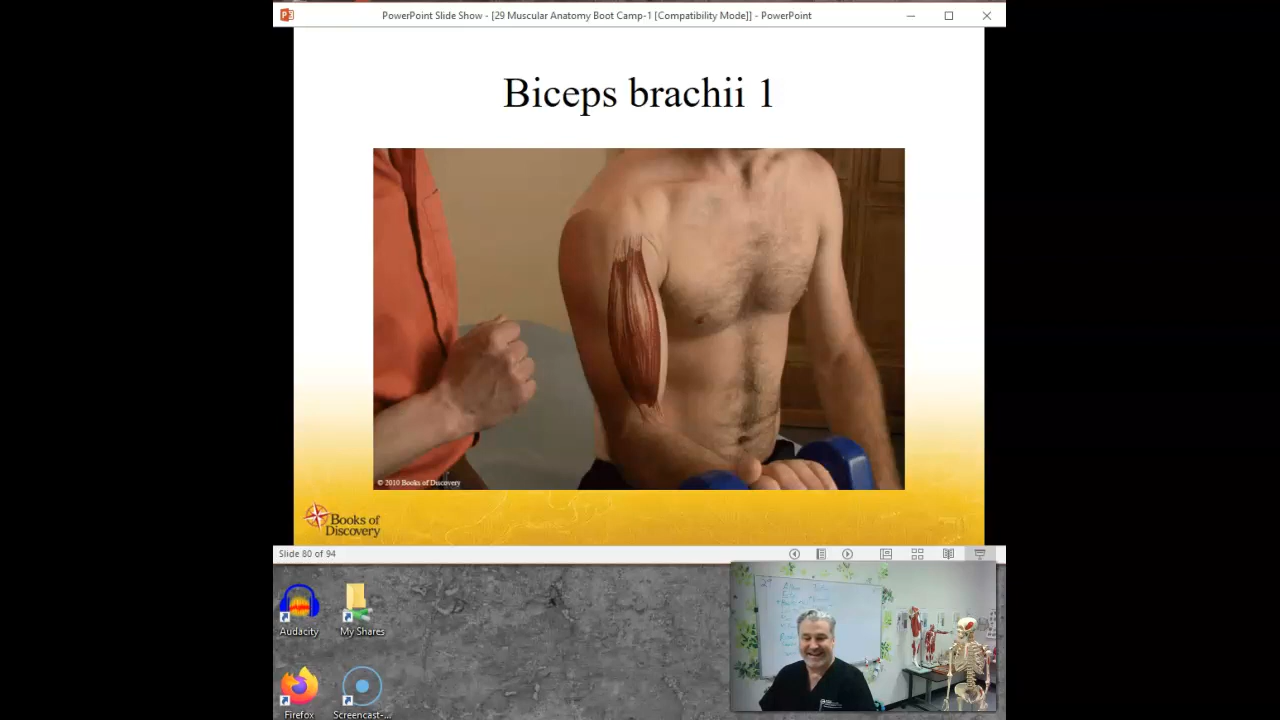 PowerPoint Slide Show - [29 Muscular Anatomy Boot Camp-1 [Compatibility Mode]] - PowerPoint
Biceps brachii 1
© 2010 Books of Discovery
Books of
Discovery
Slide 80 of 94
Audacity
My Shares
Firefox
Screencast-...